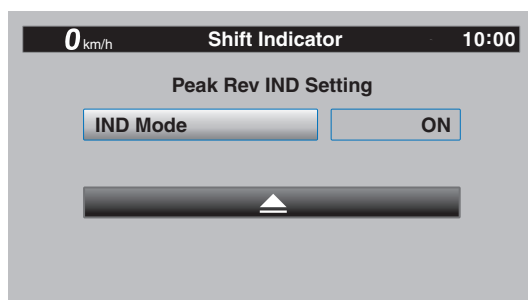 0 km/h Shift Indicator 10:00
Peak Rev IND Setting
IND Mode ON